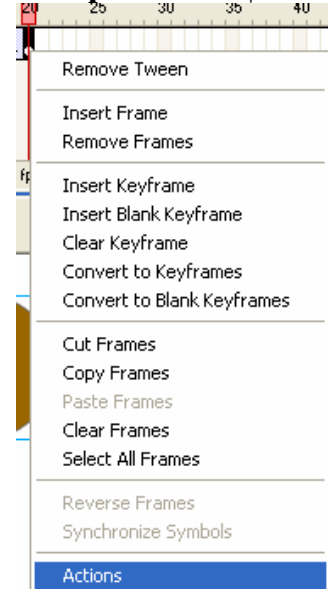 20 25 30 35 40
Remove Tween
Insert Frame
Remove Frames
Insert Keyframe
Insert Blank Keyframe
Clear Keyframe
Convert to Keyframes
Convert to Blank Keyframes
Cut Frames
Copy Frames
Paste Frames
Clear Frames
Select All Frames
Reverse Frames
Synchronize Symbols
Actions